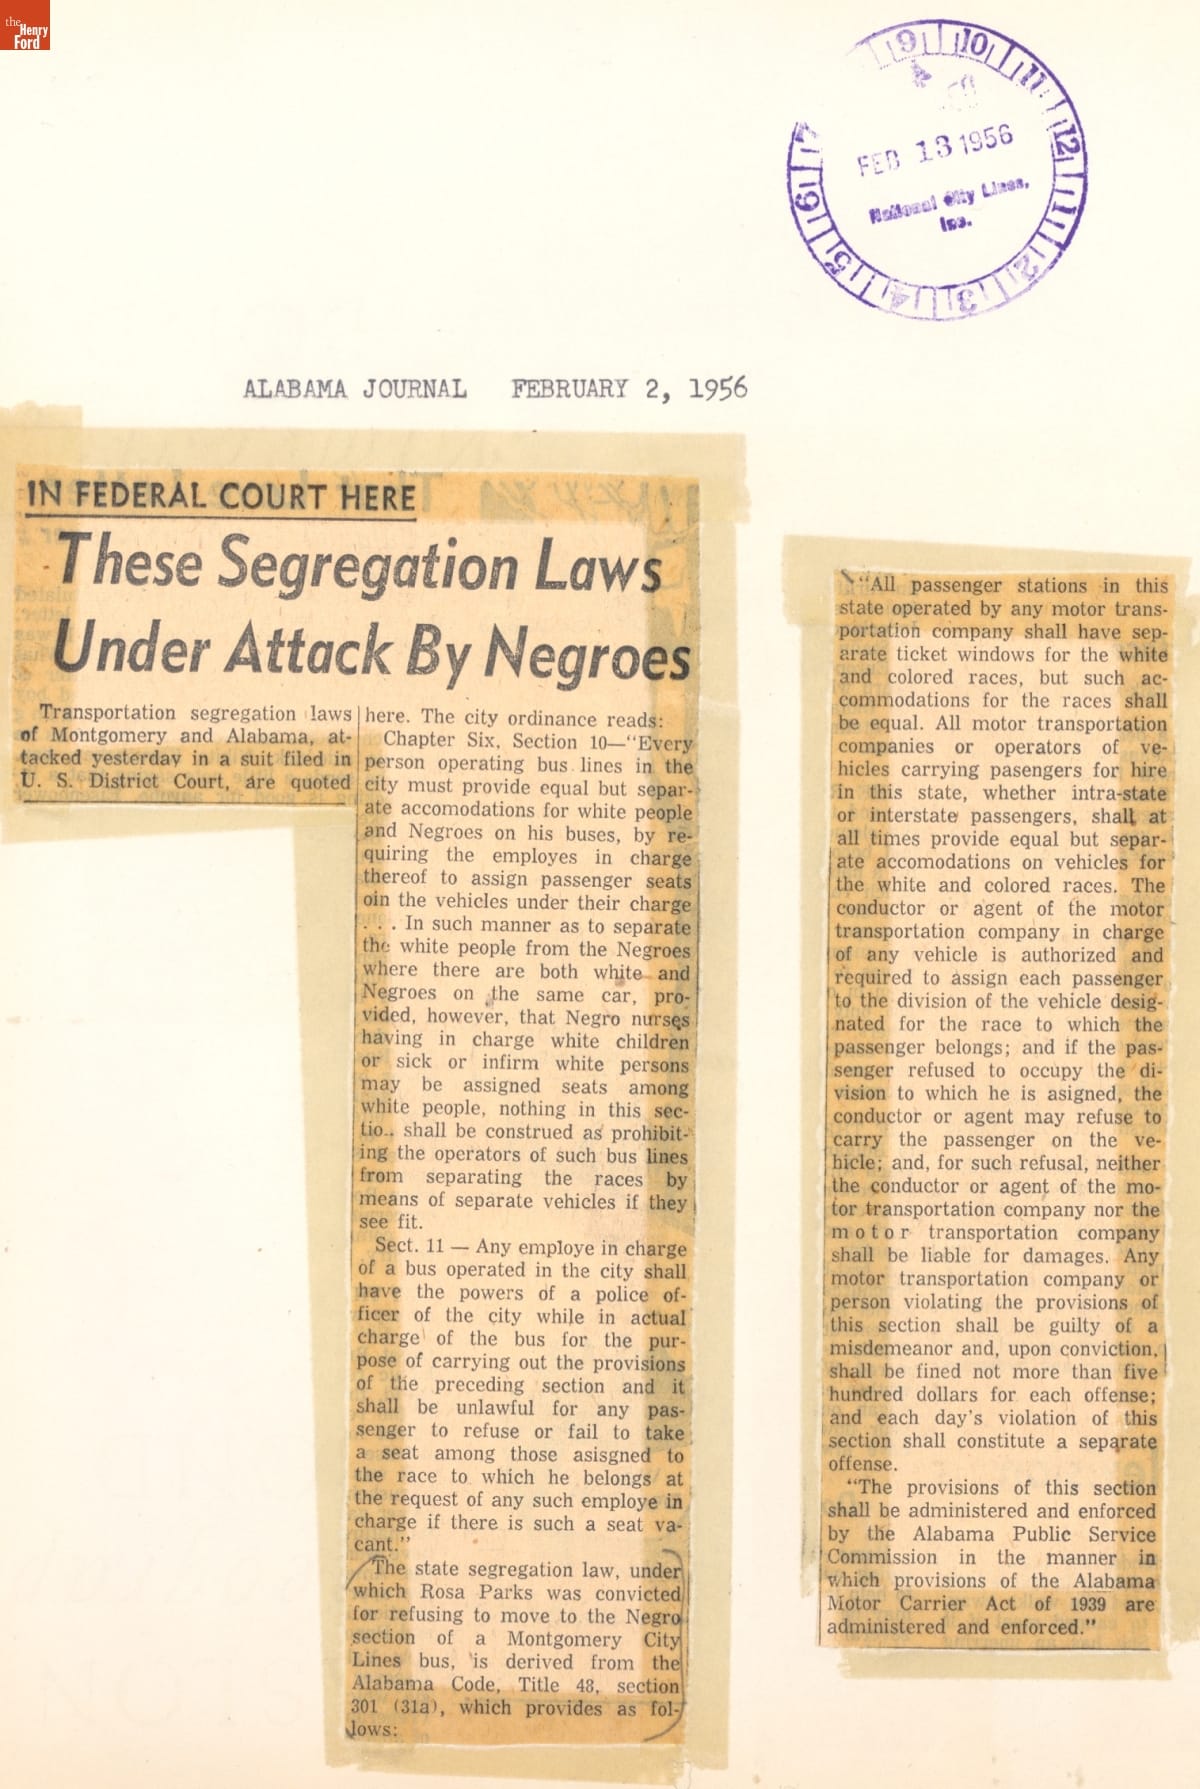 the
Henry
Ford
9 10 11 12 1 2 3 4 5 6 7
FEB 13 1956
National City Lines,
Inc.
ALABAMA JOURNAL FEBRUARY 2, 1956
IN FEDERAL COURT HERE
These Segregation Laws
Under Attack By Negroes
Transportation segregation laws
of Montgomery and Alabama, at-
tacked yesterday in a suit filed in
U. S. District Court, are quoted
here. The city ordinance reads:
Chapter Six, Section 10—"Every
person operating bus lines in the
city must provide equal but separ-
ate accomodations for white people
and Negroes on his buses, by re-
quiring the employes in charge
thereof to assign passenger seats
oin the vehicles under their charge
. . . In such manner as to separate
the white people from the Negroes
where there are both white and
Negroes on the same car, pro-
vided, however, that Negro nurses
having in charge white children
or sick or infirm white persons
may be assigned seats among
white people, nothing in this sec-
tio.. shall be construed as prohibit-
ing the operators of such bus lines
from separating the races by
means of separate vehicles if they
see fit.
Sect. 11 — Any employe in charge
of a bus operated in the city shall
have the powers of a police of-
ficer of the city while in actual
charge of the bus for the pur-
pose of carrying out the provisions
of the preceding section and it
shall be unlawful for any pas-
senger to refuse or fail to take
a seat among those asisgned to
the race to which he belongs at
the request of any such employe in
charge if there is such a seat va-
cant."
The state segregation law, under
which Rosa Parks was convicted
for refusing to move to the Negro
section of a Montgomery City
Lines bus, is derived from the
Alabama Code, Title 48, section
301 (31a), which provides as fol-
lows:
"All passenger stations in this
state operated by any motor trans-
portation company shall have sep-
arate ticket windows for the white
and colored races, but such ac-
commodations for the races shall
be equal. All motor transportation
companies or operators of ve-
hicles carrying pasengers for hire
in this state, whether intra-state
or interstate passengers, shall at
all times provide equal but separ-
ate accomodations on vehicles for
the white and colored races. The
conductor or agent of the motor
transportation company in charge
of any vehicle is authorized and
required to assign each passenger
to the division of the vehicle desig-
nated for the race to which the
passenger belongs; and if the pas-
senger refused to occupy the di-
vision to which he is asigned, the
conductor or agent may refuse to
carry the passenger on the ve-
hicle; and, for such refusal, neither
the conductor or agent of the mo-
tor transportation company nor the
motor transportation company
shall be liable for damages. Any
motor transportation company or
person violating the provisions of
this section shall be guilty of a
misdemeanor and, upon conviction,
shall be fined not more than five
hundred dollars for each offense;
and each day's violation of this
section shall constitute a separate
offense.
"The provisions of this section
shall be administered and enforced
by the Alabama Public Service
Commission in the manner in
which provisions of the Alabama
Motor Carrier Act of 1939 are
administered and enforced."